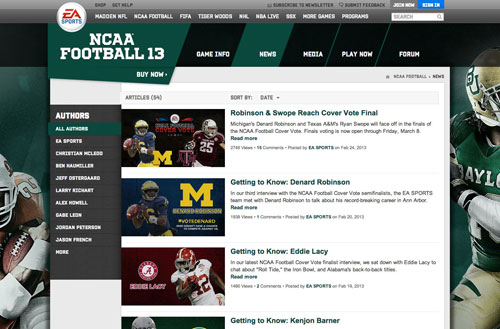 SHOP GET HELP
SUBSCRIBE TO NEWSLETTER SUBMIT FEEDBACK JOIN NOW SIGN IN
EA SPORTS
MADDEN NFL NCAA FOOTBALL FIFA TIGER WOODS NHL NBA LIVE SSX MORE GAMES PROGRAMS SEARCH
NCAA FOOTBALL 13
GAME INFO NEWS MEDIA PLAY NOW FORUM
BUY NOW
NCAA FOOTBALL NEWS
ARTICLES (54) SORT BY: DATE
AUTHORS
ALL AUTHORS
EA SPORTS
CHRISTIAN MCLEOD
BEN HAUMILLER
JEFF OSTERGAARD
LARRY RICHART
ALEX HOWELL
GABE LEON
JORDAN PETERSON
JASON FRENCH
MORE
COVER VOTE
Robinson & Swope Reach Cover Vote Final
Michigan's Denard Robinson and Texas A&M's Ryan Swope will face off in the finals of
the NCAA Football Cover Vote. Finals voting is now open through Friday, March 8.
Read more
2746 Views • 18 Comments • Posted by EA SPORTS on Feb 24, 2013
M
DENARD ROBINSON
#VOTEDENARD
Getting to Know: Denard Robinson
In our third interview with the NCAA Football Cover Vote semifinalists, the EA SPORTS
team met with Denard Robinson to talk about his record-breaking career in Ann Arbor.
Read more
1938 Views • 1 Comments • Posted by EA SPORTS on Feb 20, 2013
EDDIE LACY
Getting to Know: Eddie Lacy
In our latest NCAA Football Cover Vote finalist interview, we sat down with Eddie Lacy to
chat about "Roll Tide," the Iron Bowl, and Alabama's back-to-back titles.
Read more
1460 Views • 2 Comments • Posted by EA SPORTS on Feb 19, 2013
Getting to Know: Kenjon Barner
BAYLOR